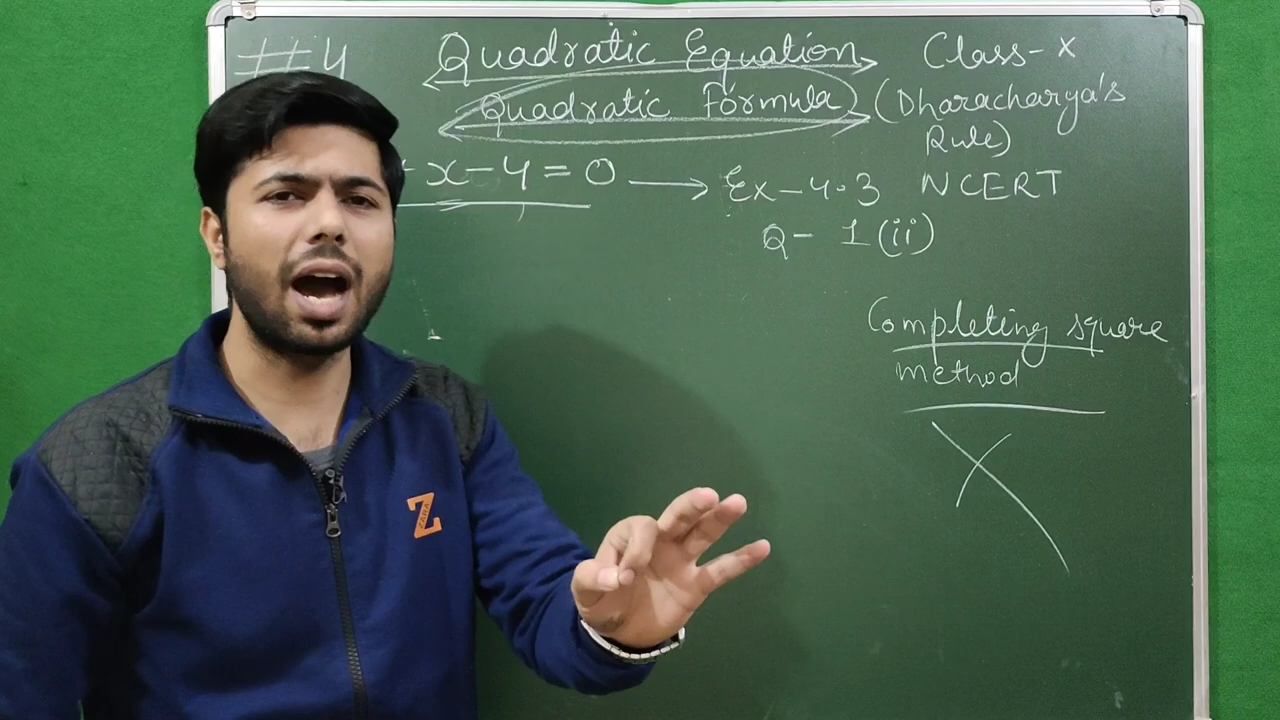 #4 Quadratic Equation Class-X
Quadratic Formula (Dharacharya's
Rule)
x-4=0 → Ex-4.3 NCERT
Q- 1(ii)
Completing square
method
Z
ZARA